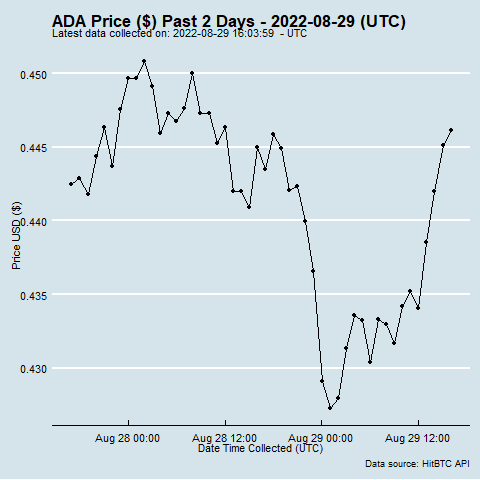 ADA Price ($) Past 2 Days - 2022-08-29 (UTC)
Latest data collected on: 2022-08-29 16:03:59 - UTC
0.450
0.445
0.440
0.435
0.430
Price USD ($)
Aug 28 00:00 Aug 28 12:00 Aug 29 00:00 Aug 29 12:00
Date Time Collected (UTC)
Data source: HitBTC API